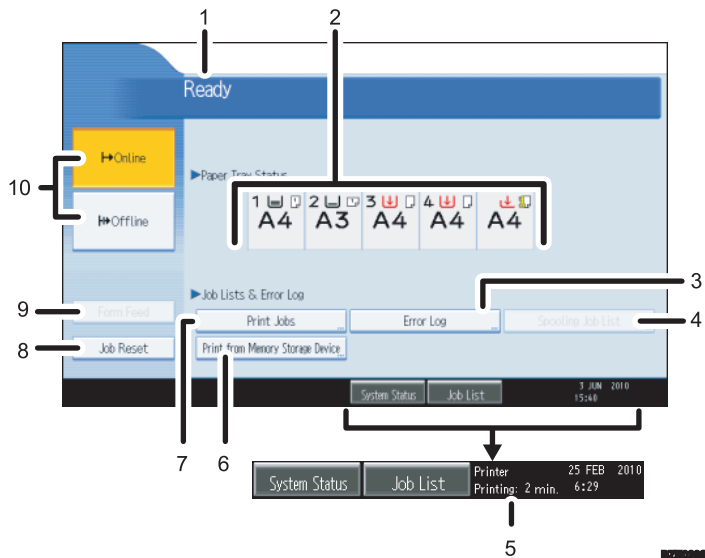 1
2
Ready
Online
10
Paper Tray Status
1 2 3 4
A4 A3 A4 A4 A4
Offline
3
Job Lists & Error Log
9
Form Feed
Print Jobs
Error Log
Spooling Job List
4
8
Job Reset
Print from Memory Storage Device
System Status
Job List
3 JUN 2010
15:40
7
6
System Status
Job List
Printer
25 FEB 2010
Printing: 2 min.
6:29
5